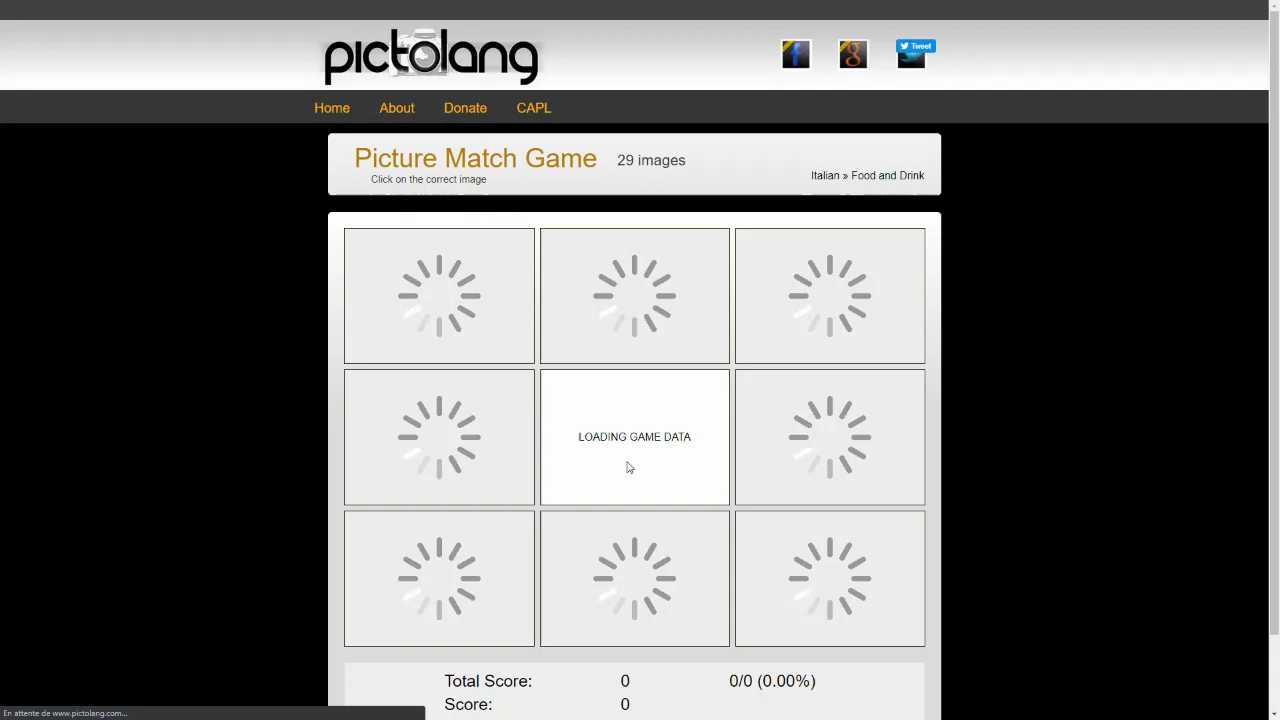 pictolang
f
g
Tweet
Home About Donate CAPL
Picture Match Game 29 images
Click on the correct image
Italian » Food and Drink
LOADING GAME DATA
Total Score: 0 0/0 (0.00%)
Score: 0
En attente de www.pictolang.com...